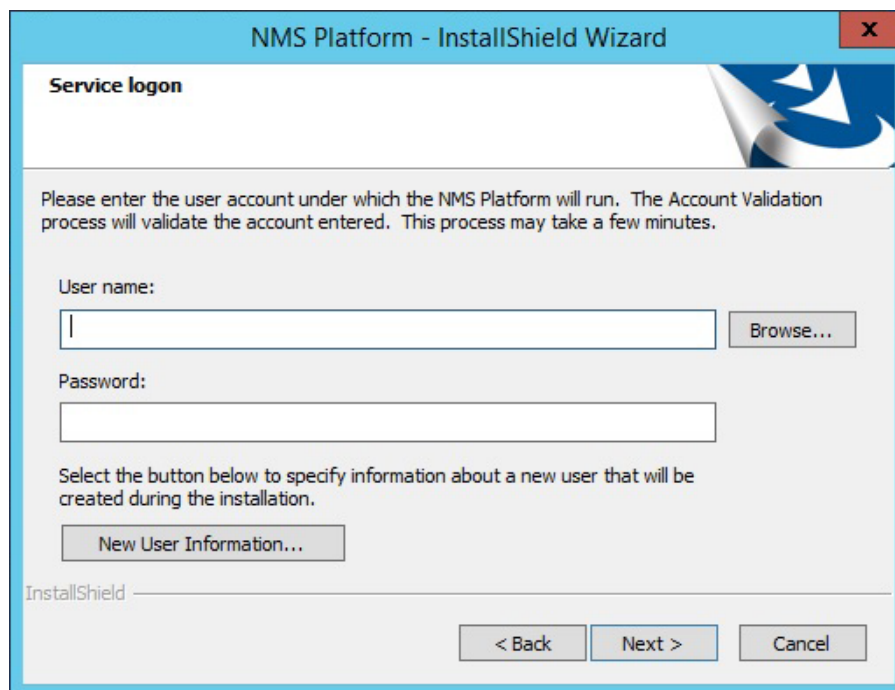 NMS Platform - InstallShield Wizard
x
Service logon
Please enter the user account under which the NMS Platform will run.  The Account Validation
process will validate the account entered.  This process may take a few minutes.
User name:
Browse...
Password:
Select the button below to specify information about a new user that will be
created during the installation.
New User Information...
InstallShield
< Back
Next >
Cancel